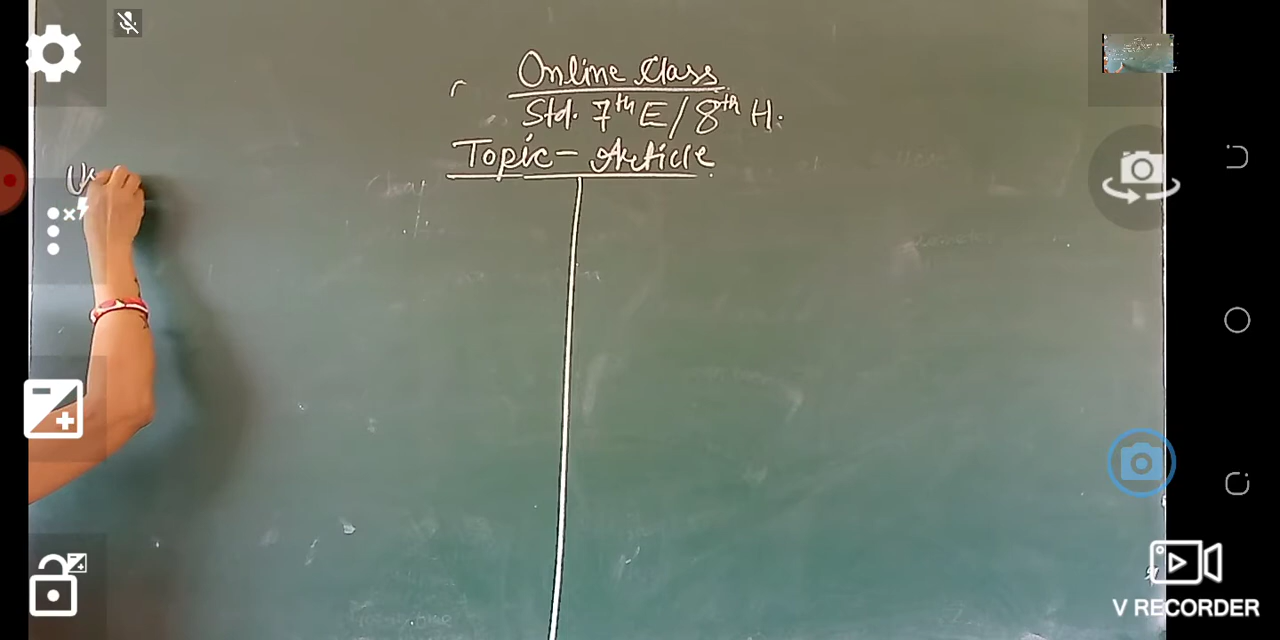 Online Class
Std. 7th E / 8th H.
Topic - Article
V RECORDER